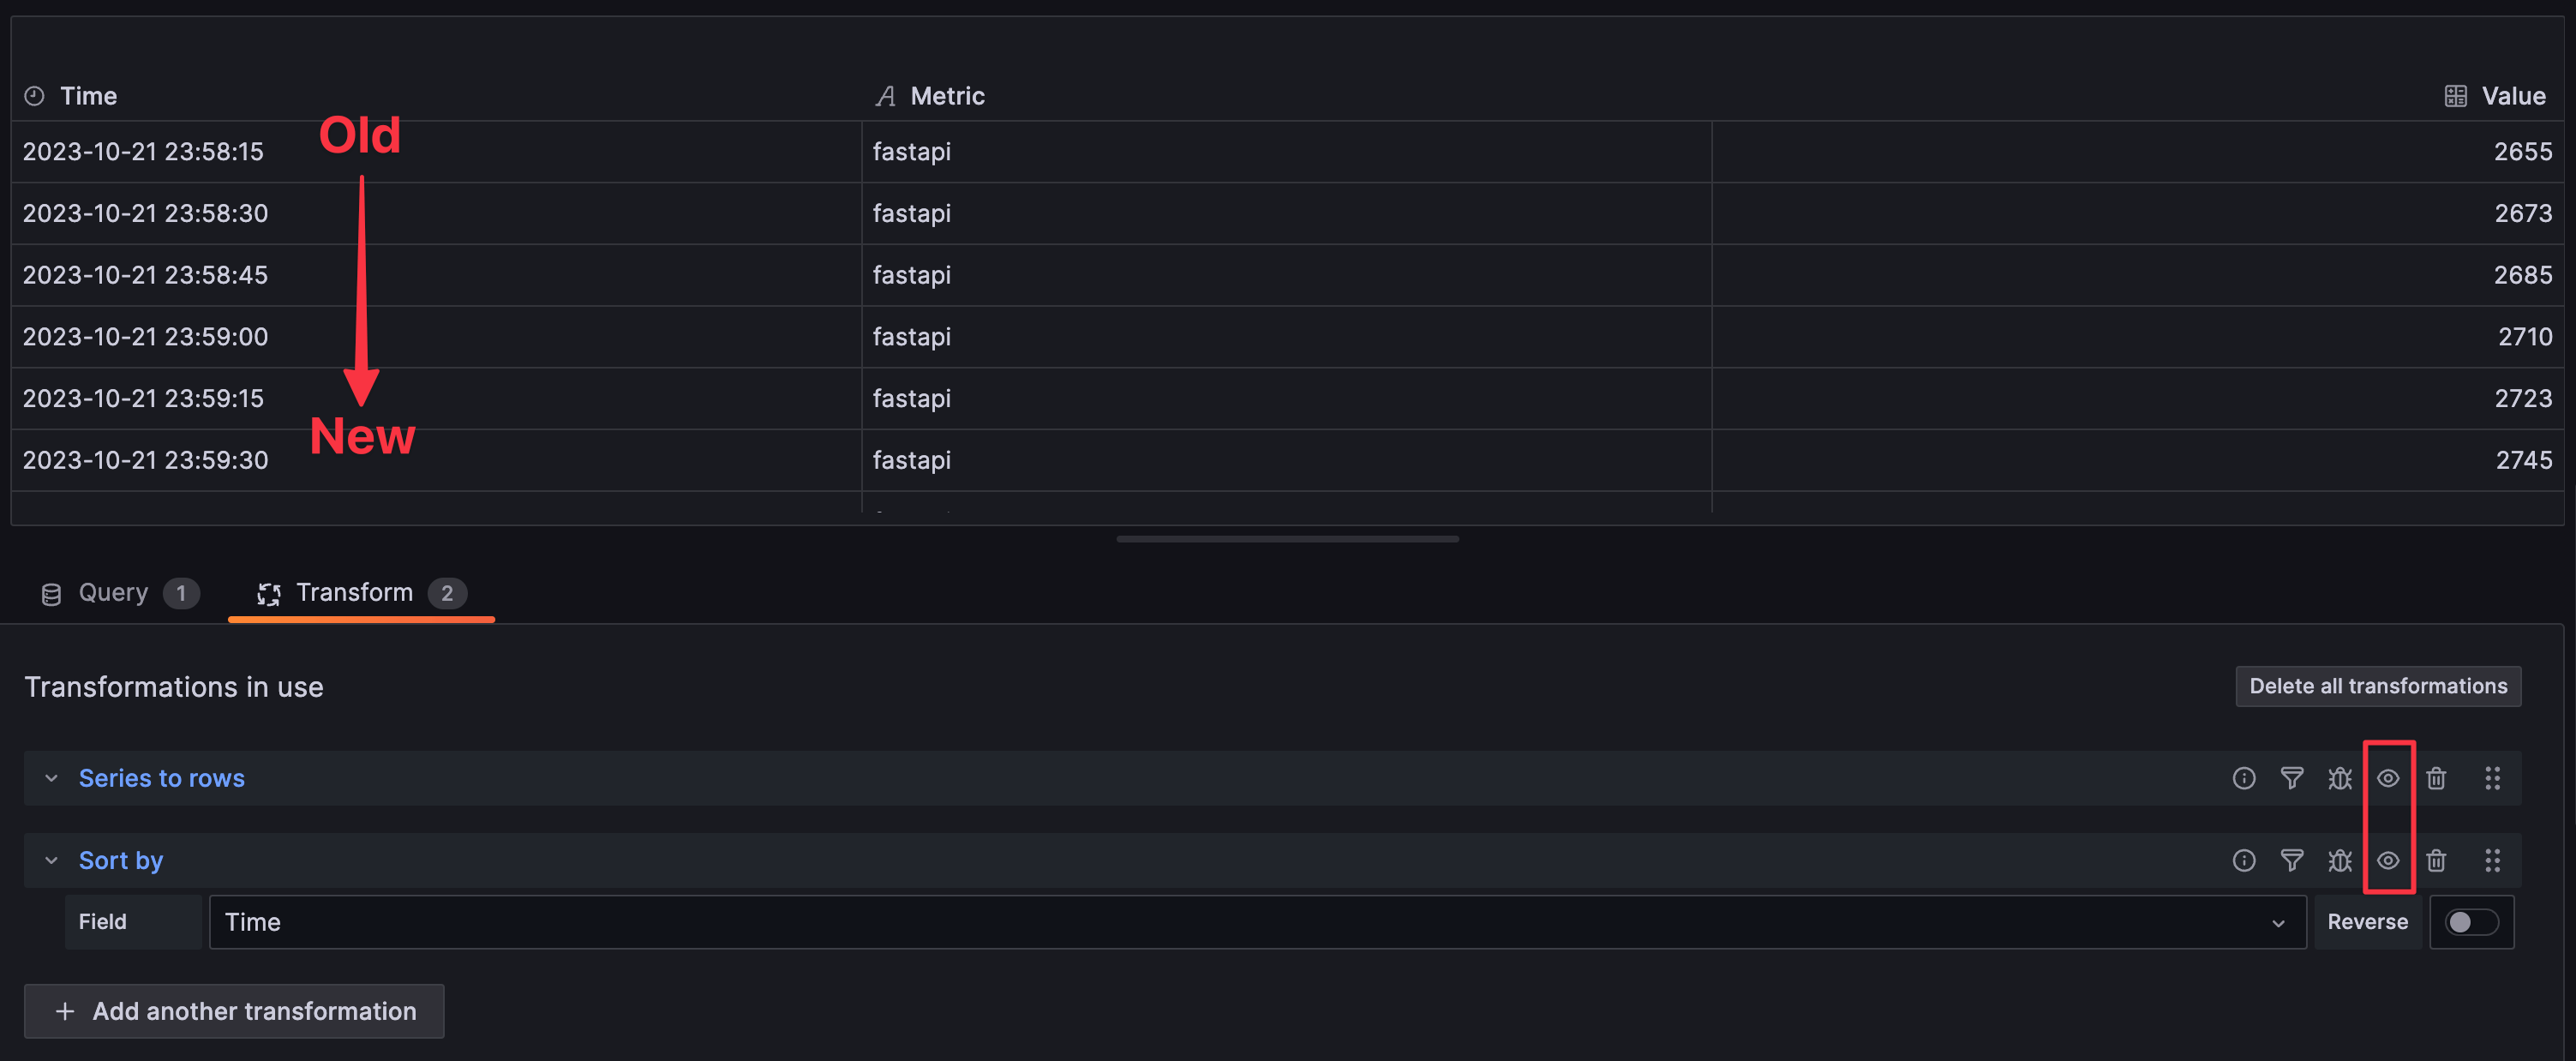 Time Metric Value
Old
2023-10-21 23:58:15 fastapi 2655
2023-10-21 23:58:30 fastapi 2673
2023-10-21 23:58:45 fastapi 2685
2023-10-21 23:59:00 fastapi 2710
2023-10-21 23:59:15 fastapi 2723
New
2023-10-21 23:59:30 fastapi 2745
Query 1 Transform 2
Transformations in use Delete all transformations
Series to rows
Sort by
Field Time Reverse
+ Add another transformation